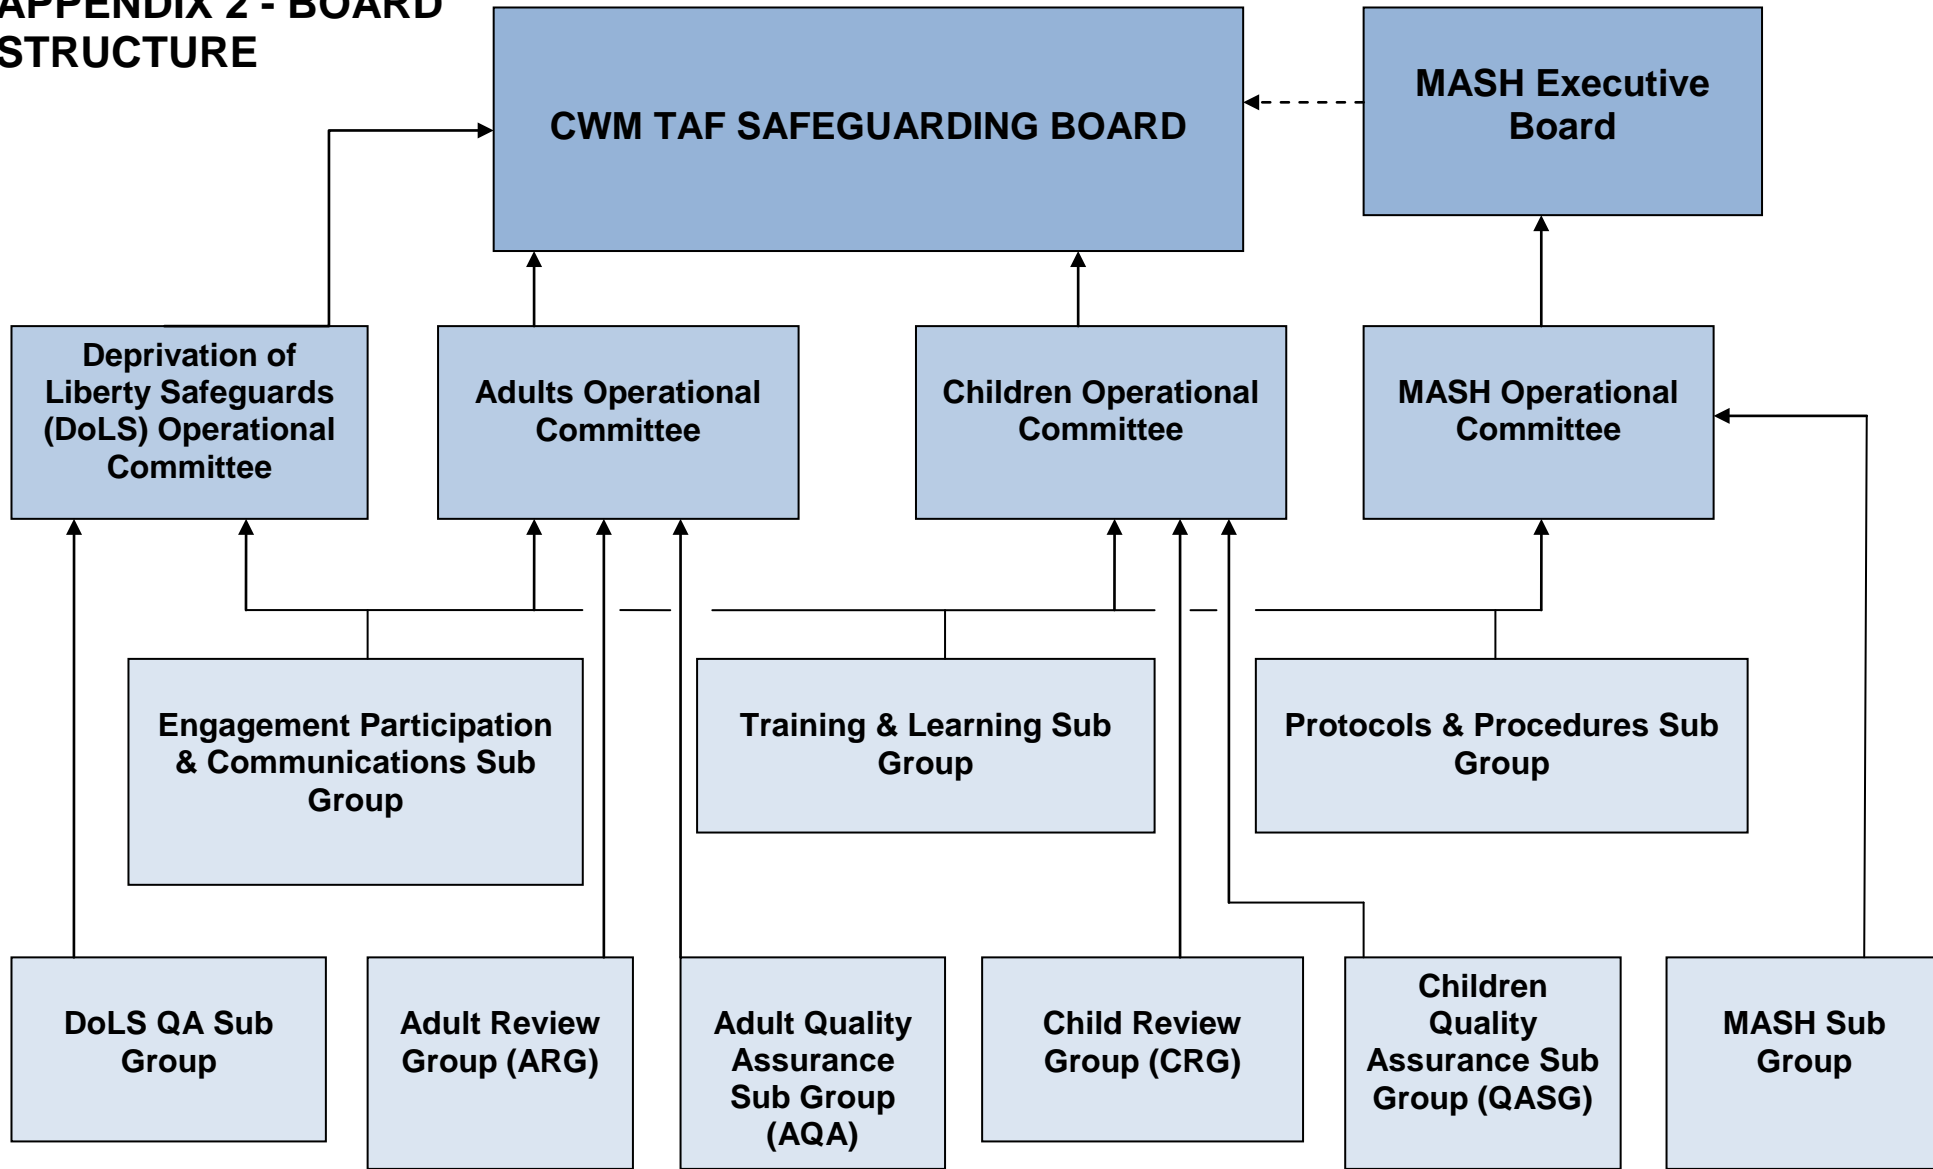 APPENDIX 2 - BOARD
STRUCTURE
CWM TAF SAFEGUARDING BOARD
MASH Executive
Board
Deprivation of
Liberty Safeguards
(DoLS) Operational
Committee
Adults Operational
Committee
Children Operational
Committee
MASH Operational
Committee
Engagement Participation
& Communications Sub
Group
Training & Learning Sub
Group
Protocols & Procedures Sub
Group
DoLS QA Sub
Group
Adult Review
Group (ARG)
Adult Quality
Assurance
Sub Group
(AQA)
Child Review
Group (CRG)
Children
Quality
Assurance Sub
Group (QASG)
MASH Sub
Group